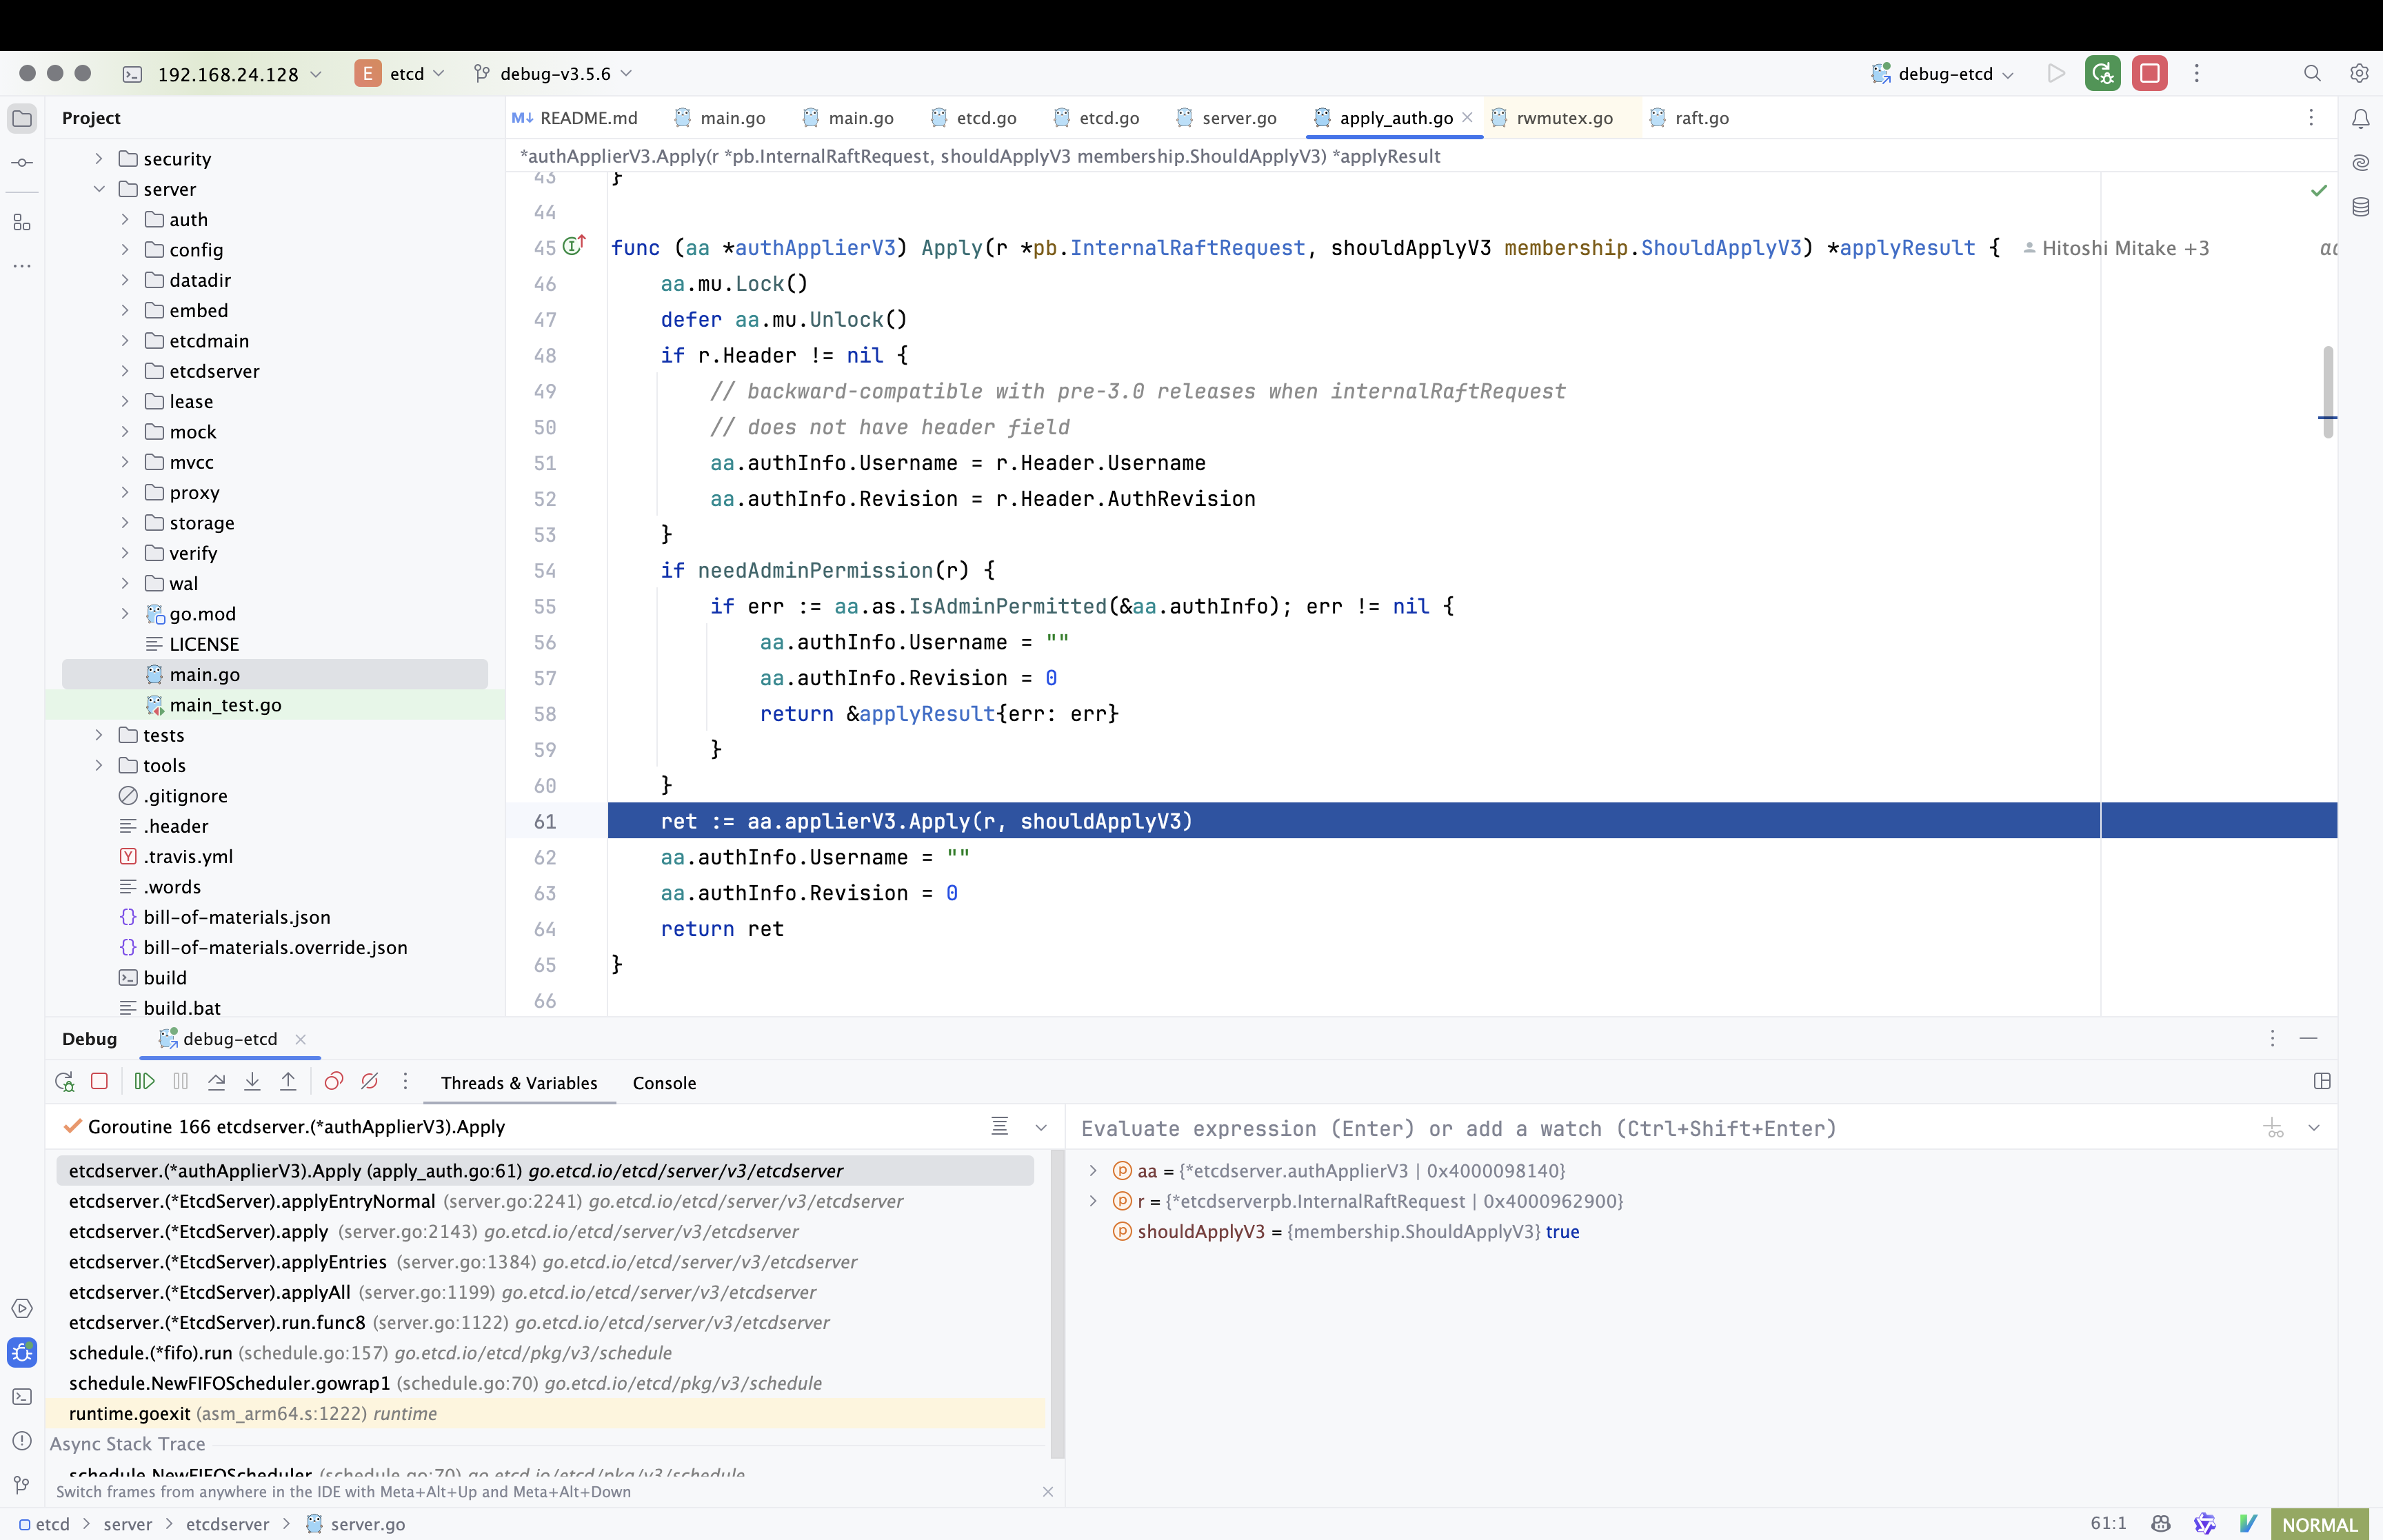 192.168.24.128
E etcd
debug-v3.5.6
debug-etcd
Project
security
server
auth
config
datadir
embed
etcdmain
etcdserver
lease
mock
mvcc
proxy
storage
verify
wal
go.mod
LICENSE
main.go
main_test.go
tests
tools
.gitignore
.header
Y .travis.yml
.words
{} bill-of-materials.json
{} bill-of-materials.override.json
build
build.bat
M↓ README.md main.go main.go etcd.go etcd.go server.go apply_auth.go rwmutex.go raft.go
*authApplierV3.Apply(r *pb.InternalRaftRequest, shouldApplyV3 membership.ShouldApplyV3) *applyResult
43 }
44
45 func (aa *authApplierV3) Apply(r *pb.InternalRaftRequest, shouldApplyV3 membership.ShouldApplyV3) *applyResult { Hitoshi Mitake +3
46 aa.mu.Lock()
47 defer aa.mu.Unlock()
48 if r.Header != nil {
49 // backward-compatible with pre-3.0 releases when internalRaftRequest
50 // does not have header field
51 aa.authInfo.Username = r.Header.Username
52 aa.authInfo.Revision = r.Header.AuthRevision
53 }
54 if needAdminPermission(r) {
55 if err := aa.as.IsAdminPermitted(&aa.authInfo); err != nil {
56 aa.authInfo.Username = ""
57 aa.authInfo.Revision = 0
58 return &applyResult{err: err}
59 }
60 }
61 ret := aa.applierV3.Apply(r, shouldApplyV3)
62 aa.authInfo.Username = ""
63 aa.authInfo.Revision = 0
64 return ret
65 }
66
Debug debug-etcd
Threads & Variables Console
Goroutine 166 etcdserver.(*authApplierV3).Apply
etcdserver.(*authApplierV3).Apply (apply_auth.go:61) go.etcd.io/etcd/server/v3/etcdserver
etcdserver.(*EtcdServer).applyEntryNormal (server.go:2241) go.etcd.io/etcd/server/v3/etcdserver
etcdserver.(*EtcdServer).apply (server.go:2143) go.etcd.io/etcd/server/v3/etcdserver
etcdserver.(*EtcdServer).applyEntries (server.go:1384) go.etcd.io/etcd/server/v3/etcdserver
etcdserver.(*EtcdServer).applyAll (server.go:1199) go.etcd.io/etcd/server/v3/etcdserver
etcdserver.(*EtcdServer).run.func8 (server.go:1122) go.etcd.io/etcd/server/v3/etcdserver
schedule.(*fifo).run (schedule.go:157) go.etcd.io/etcd/pkg/v3/schedule
schedule.NewFIFOScheduler.gowrap1 (schedule.go:70) go.etcd.io/etcd/pkg/v3/schedule
runtime.goexit (asm_arm64.s:1222) runtime
Async Stack Trace
schedule.NewFIFOScheduler (schedule.go:70) go.etcd.io/etcd/pkg/v3/schedule
Switch frames from anywhere in the IDE with Meta+Alt+Up and Meta+Alt+Down
Evaluate expression (Enter) or add a watch (Ctrl+Shift+Enter)
p aa = {*etcdserver.authApplierV3 | 0x4000098140}
p r = {*etcdserverpb.InternalRaftRequest | 0x4000962900}
p shouldApplyV3 = {membership.ShouldApplyV3} true
etcd > server > etcdserver > server.go
61:1
NORMAL